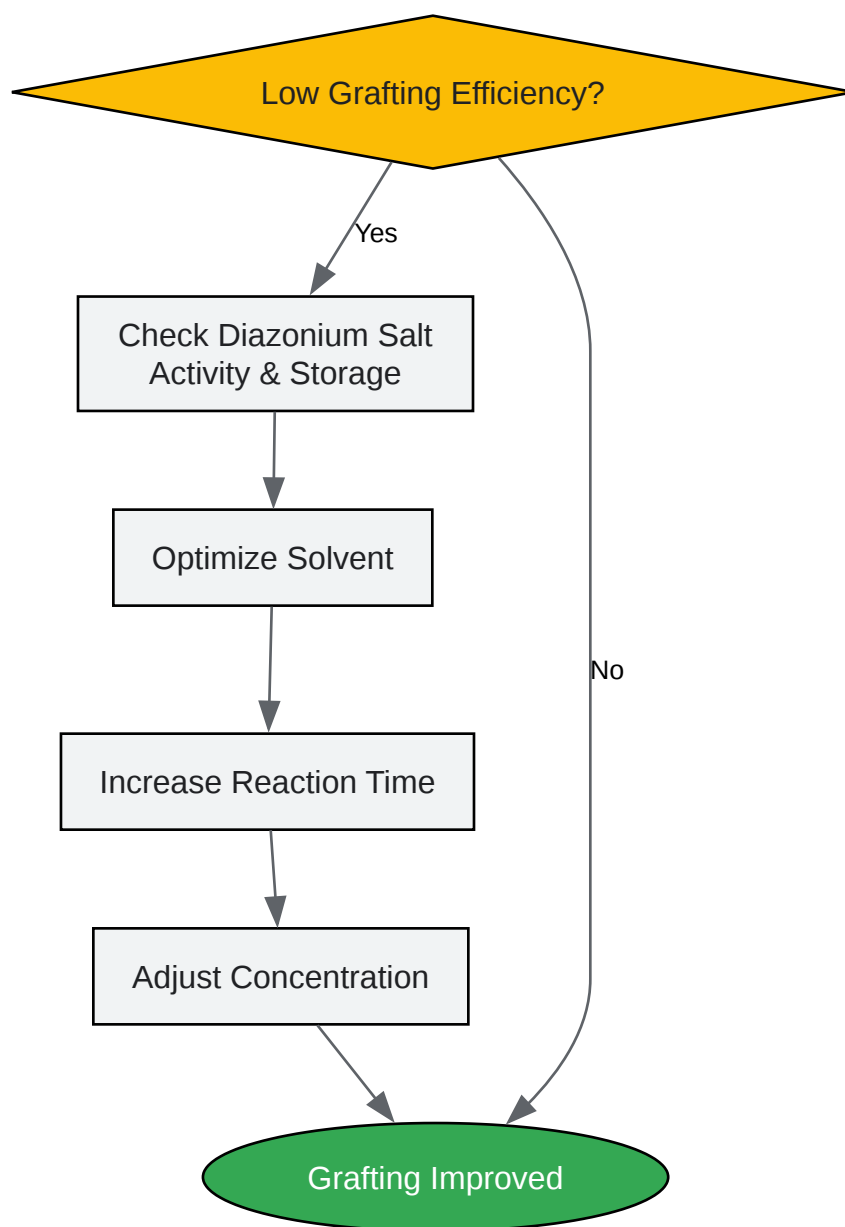 Low Grafting Efficiency?
Yes
Check Diazonium Salt
Activity & Storage
Optimize Solvent
No
Increase Reaction Time
Adjust Concentration
Grafting Improved